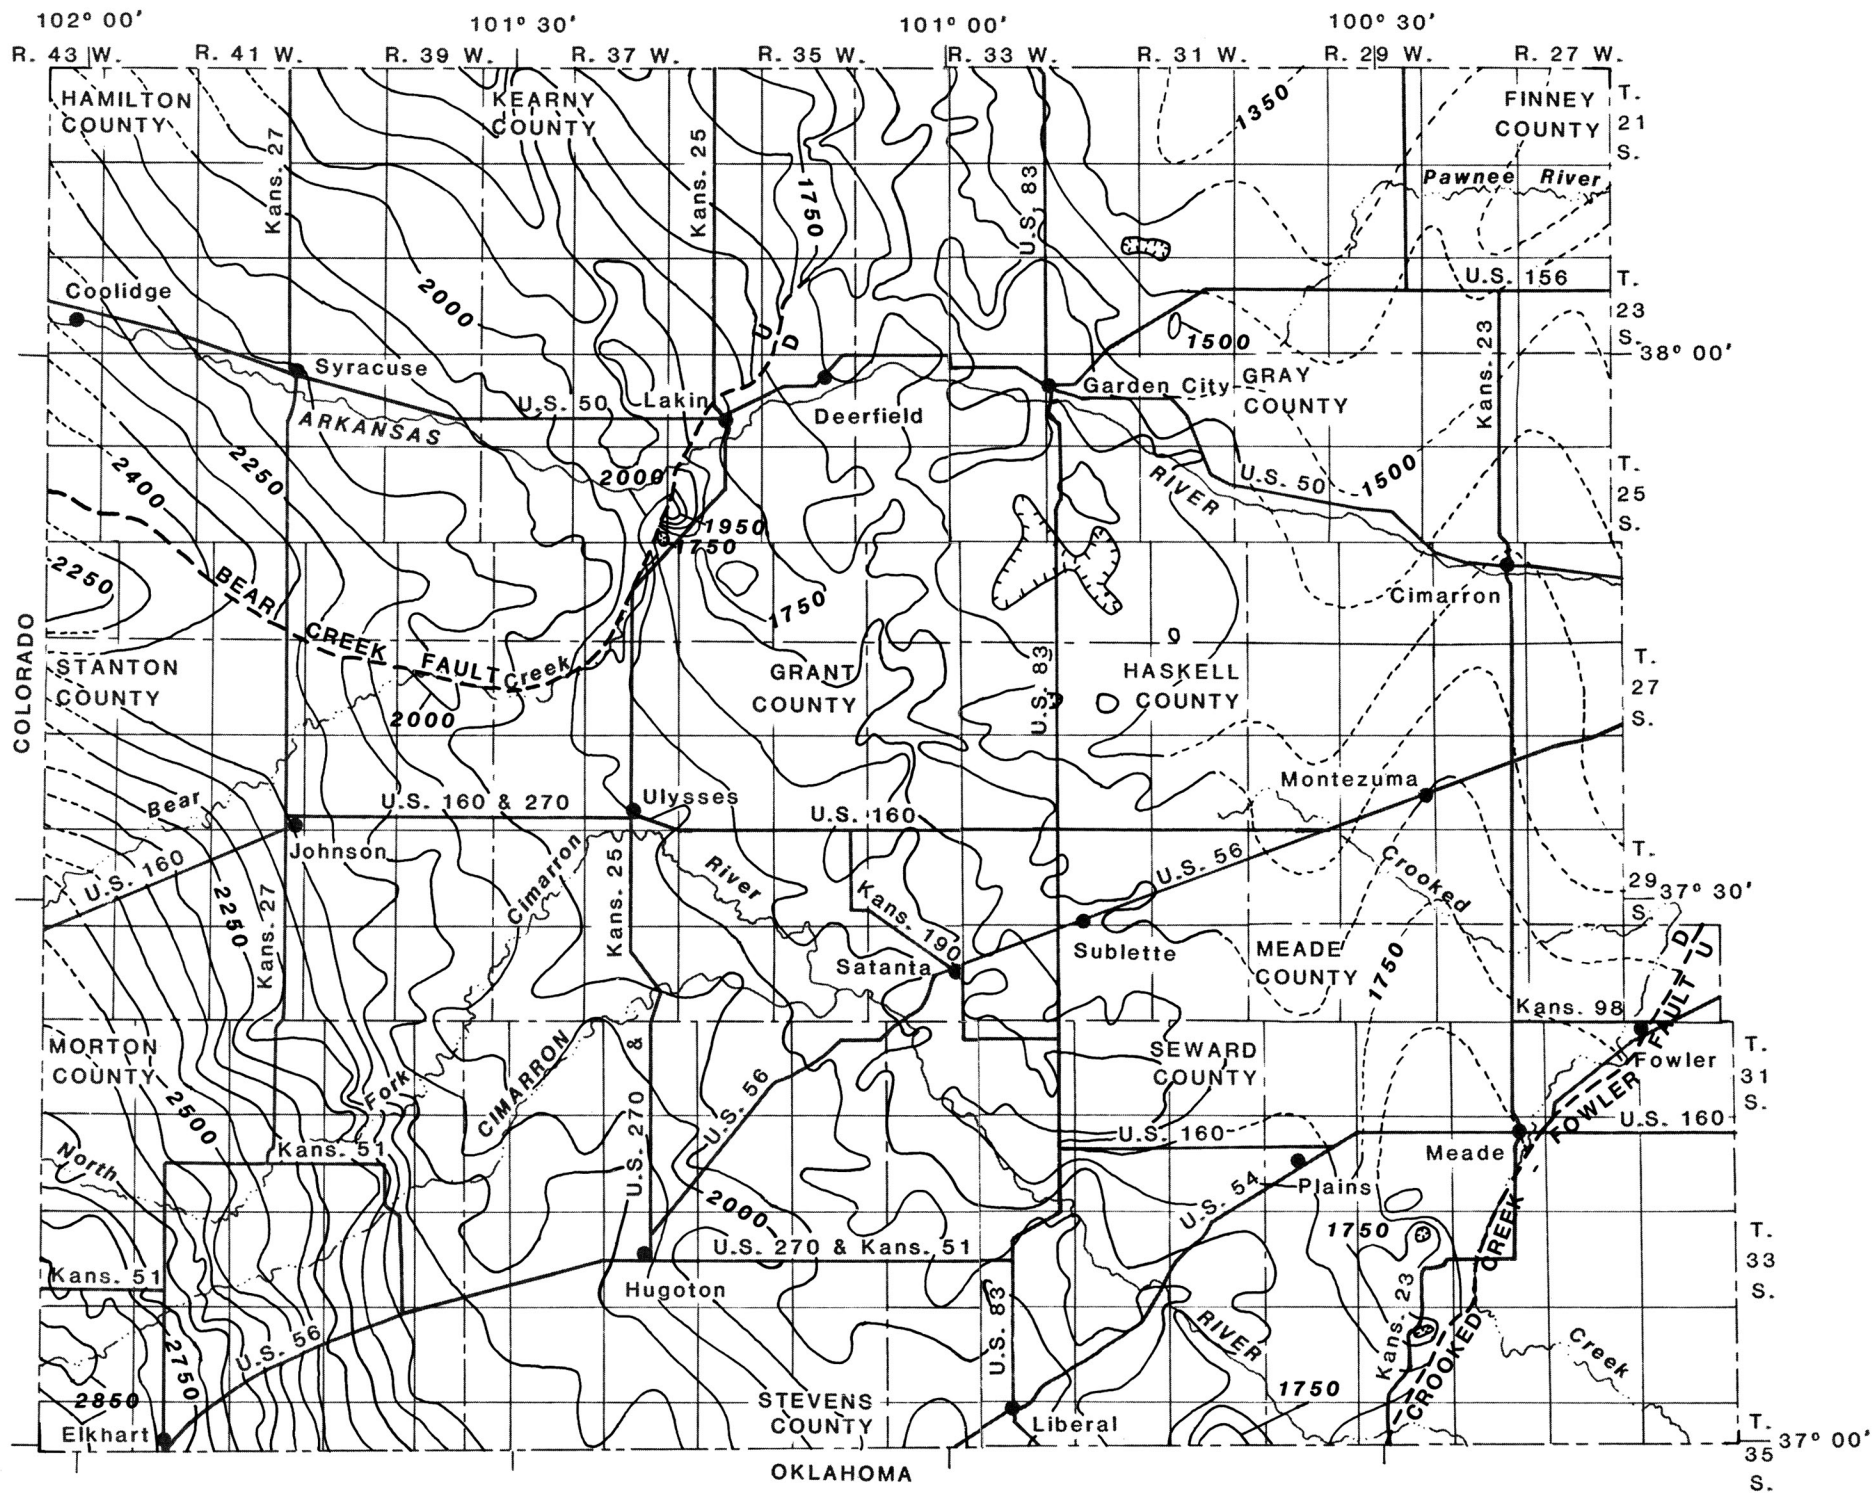 102° 00'
101° 30'
101° 00'
100° 30'
R. 43 W.
R. 41 W.
R. 39 W.
R. 37 W.
R. 35 W.
R. 33 W.
R. 31 W.
R. 29 W.
R. 27 W.
HAMILTON
COUNTY
KEARNY
COUNTY
FINNEY
COUNTY
T.
21
S.
1350
Kans. 27
Kans. 25
1750
U.S. 83
Pawnee River
Coolidge
2000
U.S. 156
T.
23
S.
U
D
1500
38° 00'
Kans. 23
Syracuse
U.S. 50
Lakin
Deerfield
Garden City
GRAY
COUNTY
ARKANSAS
2400
2250
2000
RIVER
U.S. 50
1500
T.
25
S.
1950
1750
2250
1750
Cimarron
BEAR
CREEK
FAULT
Creek
9
COLORADO
STANTON
COUNTY
2000
GRANT
COUNTY
U.S. 83
HASKELL
COUNTY
T.
27
S.
Montezuma
Bear
U.S. 160 & 270
Ulysses
U.S. 160
Johnson
U.S. 160
Cimarron
River
Kans. 25
Kans. 190
U.S. 56
Crooked
T.
29
S.
37° 30'
2250
Kans. 27
Satanta
Sublette
MEADE
COUNTY
1750
D
U
Kans. 98
FAULT
MORTON
COUNTY
2500
Fork
CIMARRON
U.S. 270 &
U.S. 56
SEWARD
COUNTY
Fowler
FOWLER
T.
31
S.
U.S. 160
U.S. 160
North
Kans. 51
Meade
Plains
U.S. 54
2000
1750
CREEK
T.
33
S.
U.S. 270 & Kans. 51
Kans. 51
Hugoton
U.S. 83
Kans. 23
RIVER
CROOKED
Creek
U.S. 56
2750
2850
Elkhart
STEVENS
COUNTY
Liberal
1750
T.
35
S.
37° 00'
OKLAHOMA